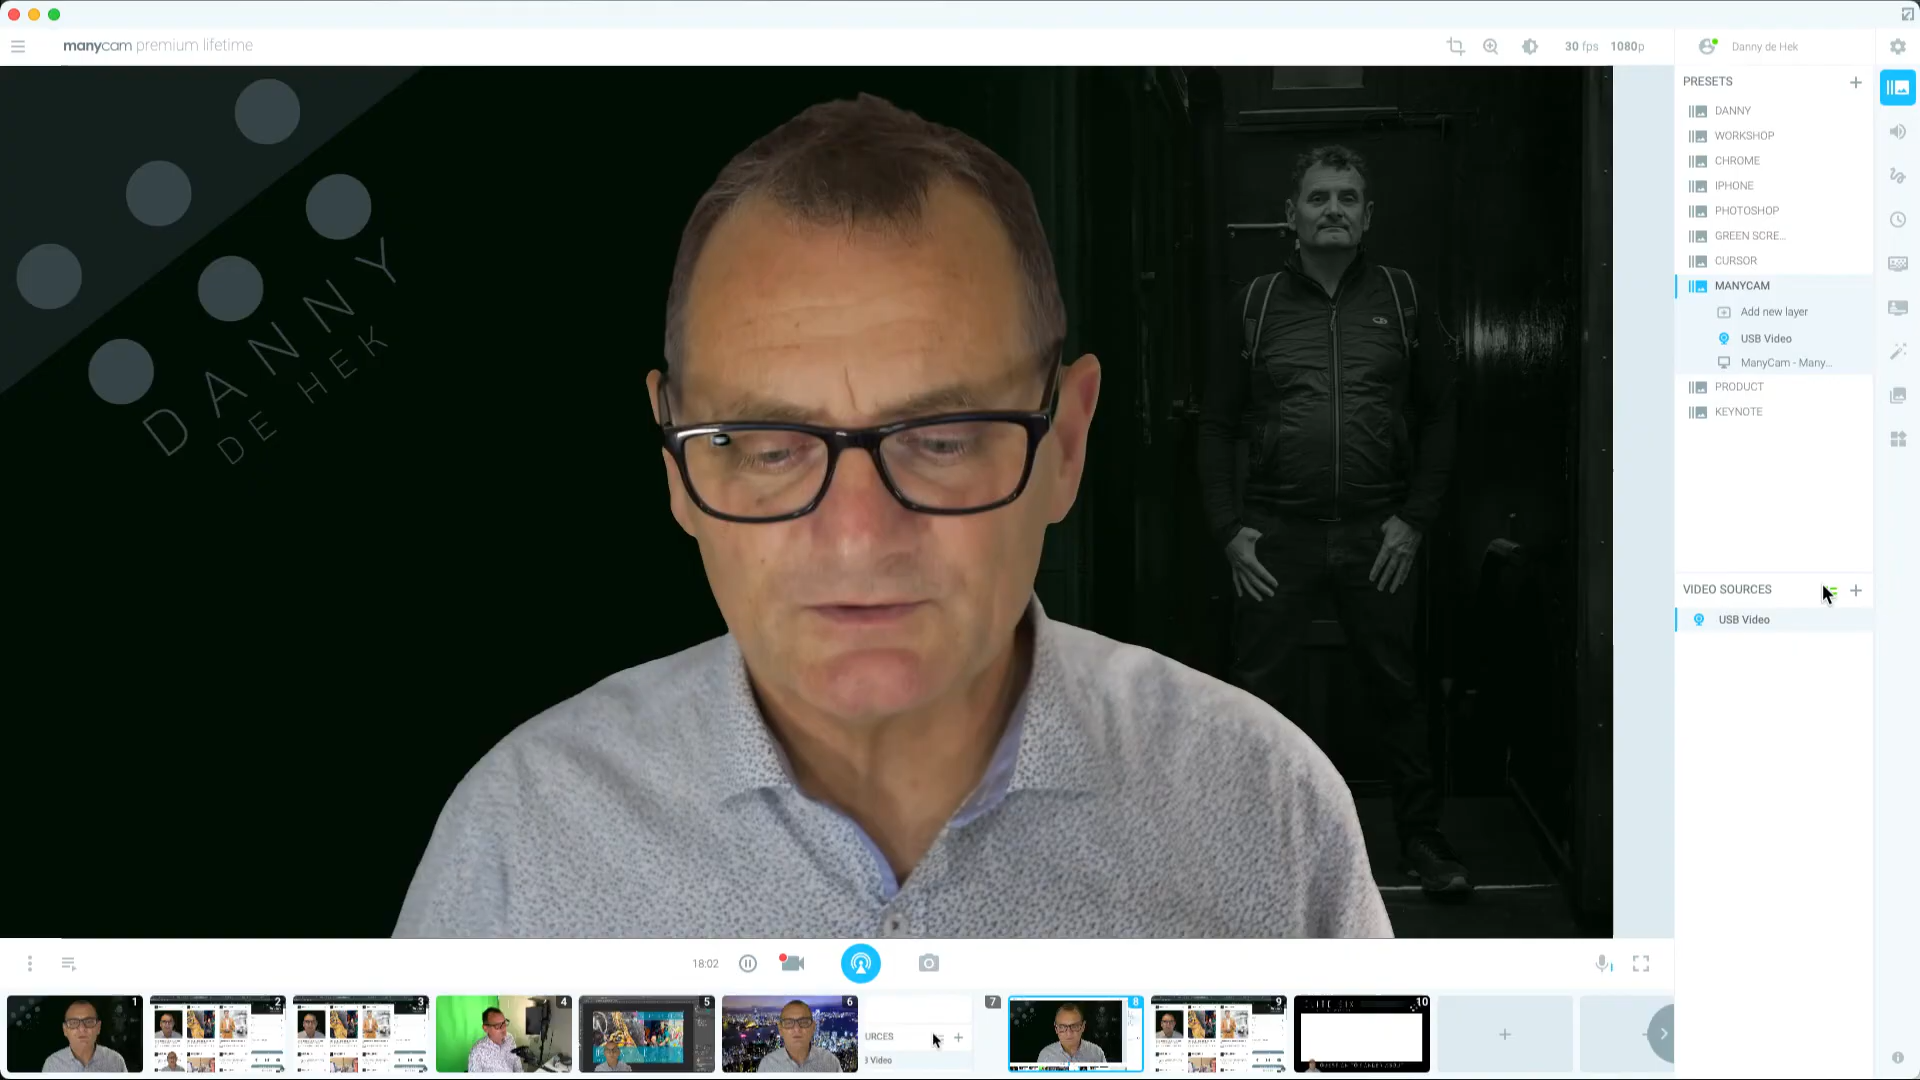 manycam premium lifetime
30 fps 1080p
Danny de Hek
PRESETS
DANNY
WORKSHOP
CHROME
IPHONE
PHOTOSHOP
GREEN SCRE...
CURSOR
MANYCAM
Add new layer
USB Video
ManyCam - Many...
PRODUCT
KEYNOTE
VIDEO SOURCES
USB Video
DANNY
DE HEK
18:02
1
2
3
4
5
6
7
8
9
10
URCES
Video